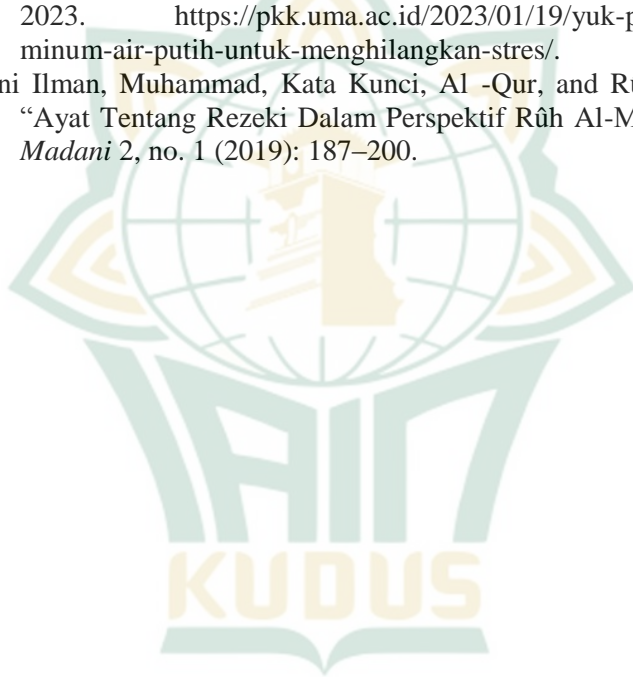 2023. https://pkk.uma.ac.id/2023/01/19/yuk-p
minum-air-putih-untuk-menghilangkan-stres/.
ni Ilman, Muhammad, Kata Kunci, Al -Qur, and Ru
“Ayat Tentang Rezeki Dalam Perspektif Rûh Al-M
Madani 2, no. 1 (2019): 187–200.
IAIN
KUDUS